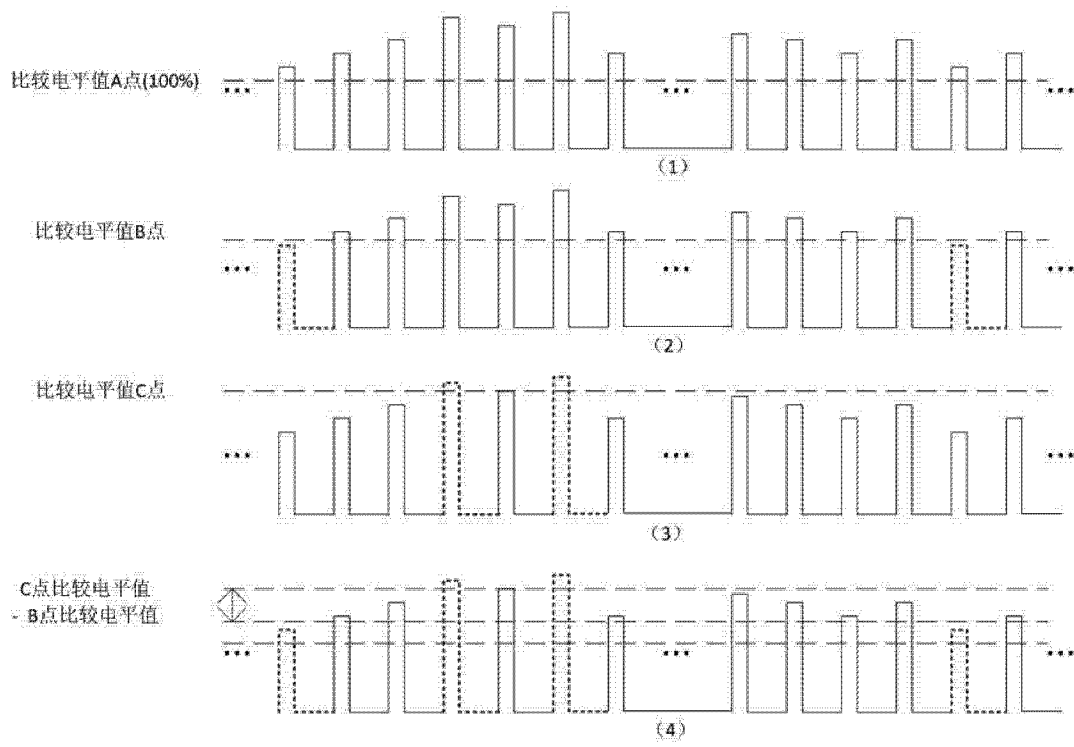 比较电平值A点(100%)
(1)
比较电平值B点
(2)
比较电平值C点
(3)
C点比较电平值
- B点比较电平值
(4)